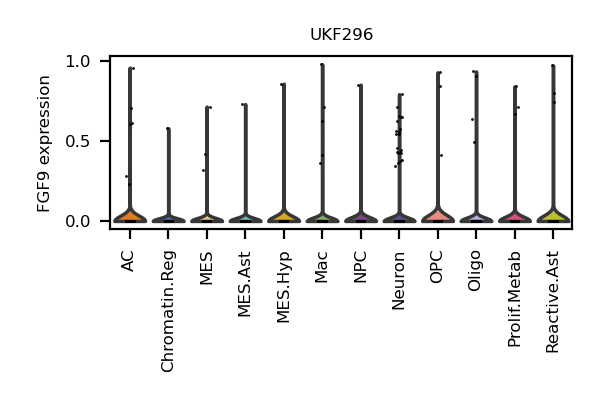 UKF296
FGF9 expression
1.0
0.5
0.0
AC
Chromatin.Reg
MES
MES.Ast
MES.Hyp
Mac
NPC
Neuron
OPC
Oligo
Prolif.Metab
Reactive.Ast